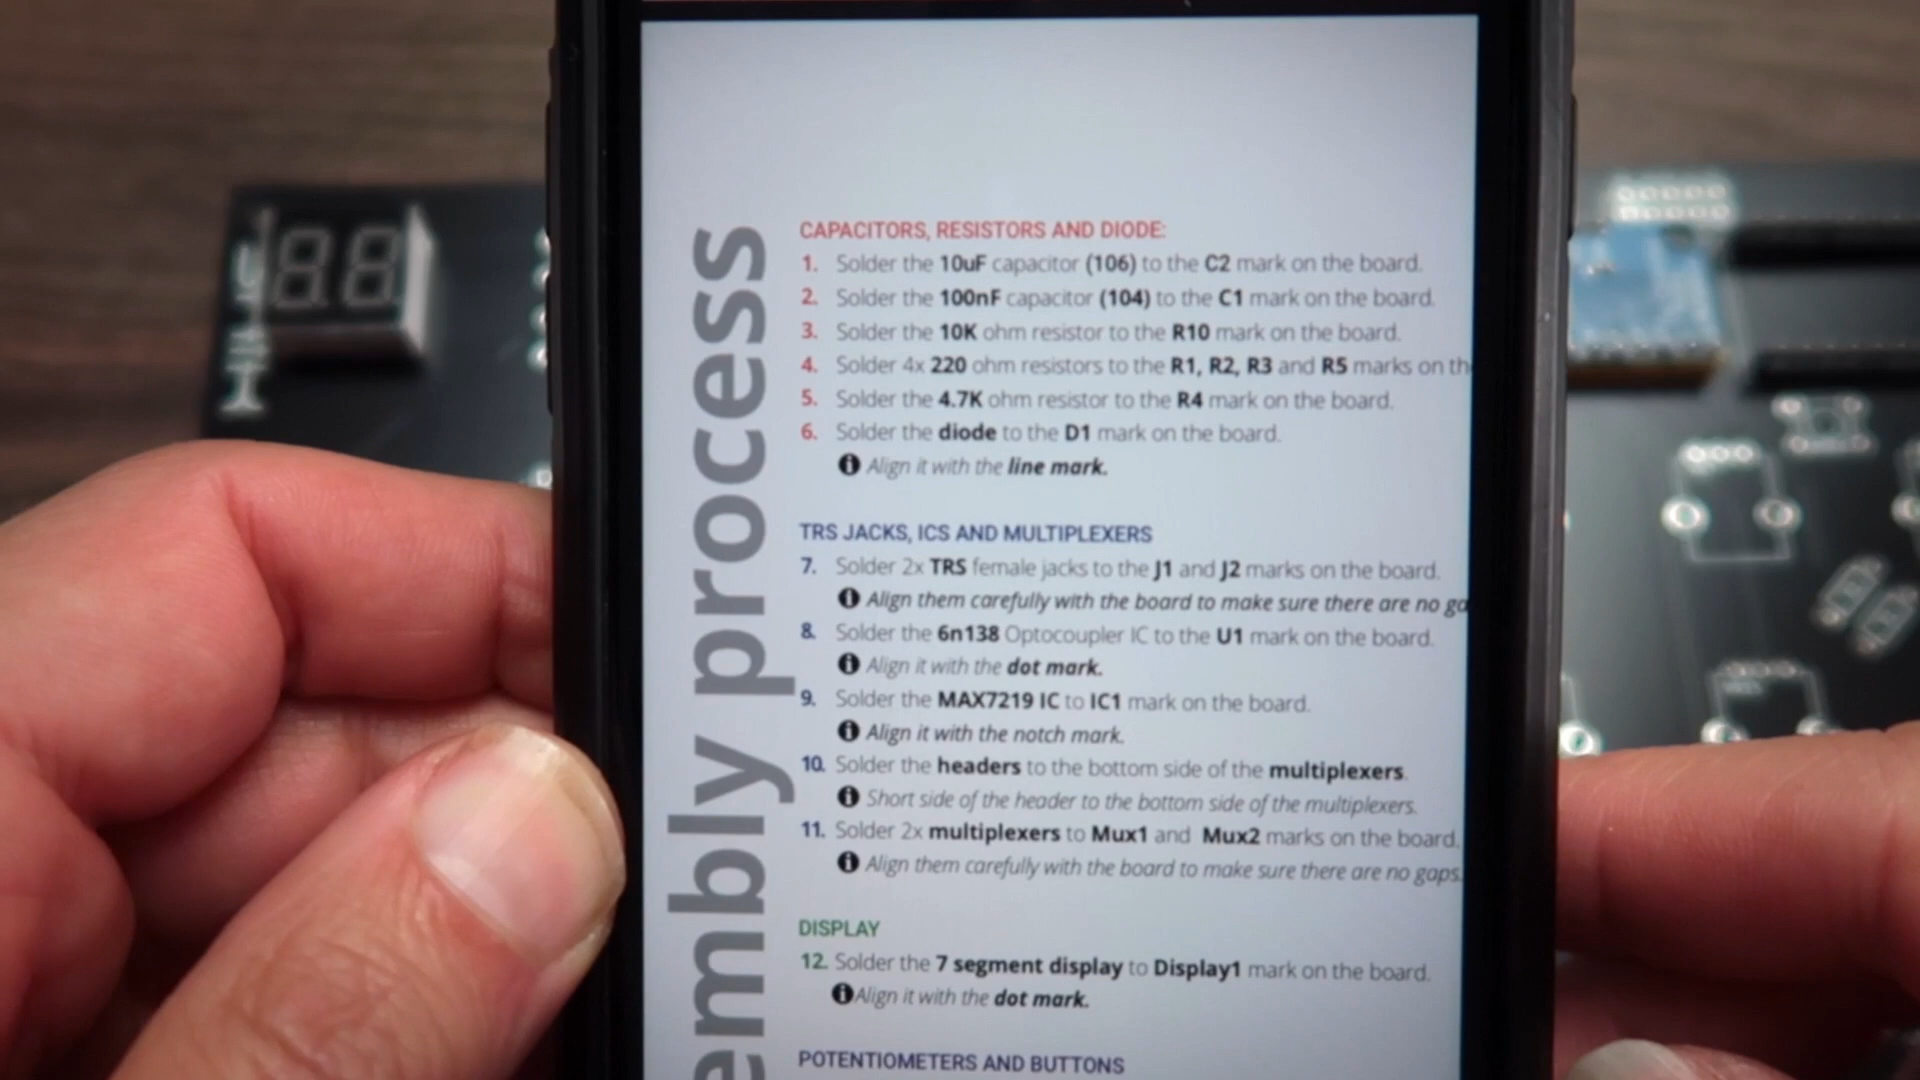 CAPACITORS, RESISTORS AND DIODE:
1. Solder the 10uF capacitor (106) to the C2 mark on the board.
2. Solder the 100nF capacitor (104) to the C1 mark on the board.
3. Solder the 10K ohm resistor to the R10 mark on the board.
4. Solder 4x 220 ohm resistors to the R1, R2, R3 and R5 marks on th
5. Solder the 4.7K ohm resistor to the R4 mark on the board.
6. Solder the diode to the D1 mark on the board.
Align it with the line mark.
TRS JACKS, ICS AND MULTIPLEXERS
7. Solder 2x TRS female jacks to the J1 and J2 marks on the board.
Align them carefully with the board to make sure there are no ga
8. Solder the 6n138 Optocoupler IC to the U1 mark on the board.
Align it with the dot mark.
9. Solder the MAX7219 IC to IC1 mark on the board.
Align it with the notch mark.
10. Solder the headers to the bottom side of the multiplexers.
Short side of the header to the bottom side of the multiplexers.
11. Solder 2x multiplexers to Mux1 and Mux2 marks on the board.
Align them carefully with the board to make sure there are no gaps.
DISPLAY
12. Solder the 7 segment display to Display1 mark on the board.
Align it with the dot mark.
POTENTIOMETERS AND BUTTONS
embly process